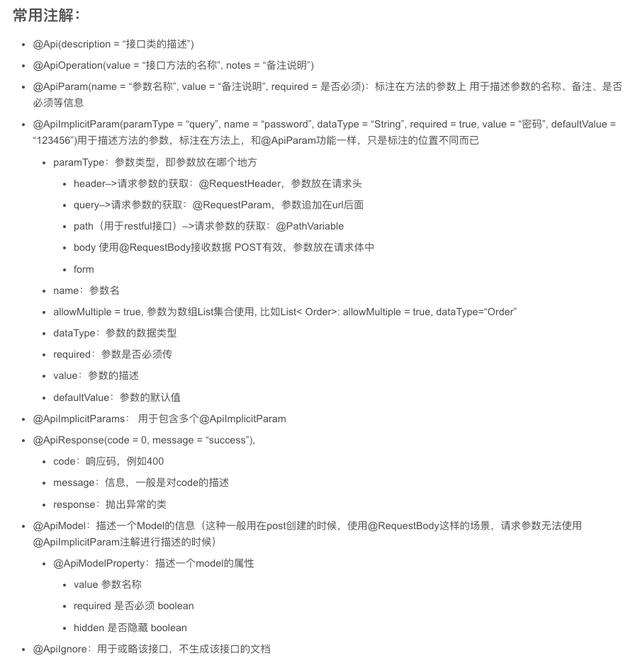 常用注解：
@Api(description = “接口类的描述”)
@ApiOperation(value = “接口方法的名称”, notes = “备注说明”)
@ApiParam(name = “参数名称”, value = “备注说明”, required = 是否必须)：标注在方法的参数上 用于描述参数的名称、备注、是否
必须等信息
@ApiImplicitParam(paramType = “query”, name = “password”, dataType = “String”, required = true, value = “密码”, defaultValue =
“123456”)用于描述方法的参数，标注在方法上，和@ApiParam功能一样，只是标注的位置不同而已
paramType：参数类型，即参数放在哪个地方
header–>请求参数的获取：@RequestHeader，参数放在请求头
query–>请求参数的获取：@RequestParam，参数追加在url后面
path（用于restful接口）–>请求参数的获取：@PathVariable
body 使用@RequestBody接收数据 POST有效，参数放在请求体中
form
name：参数名
allowMultiple = true, 参数为数组List集合使用, 比如List< Order>: allowMultiple = true, dataType=“Order”
dataType：参数的数据类型
required：参数是否必须传
value：参数的描述
defaultValue：参数的默认值
@ApiImplicitParams： 用于包含多个@ApiImplicitParam
@ApiResponse(code = 0, message = “success”),
code：响应码，例如400
message：信息，一般是对code的描述
response：抛出异常的类
@ApiModel：描述一个Model的信息（这种一般用在post创建的时候，使用@RequestBody这样的场景，请求参数无法使用
@ApiImplicitParam注解进行描述的时候）
@ApiModelProperty：描述一个model的属性
value 参数名称
required 是否必须 boolean
hidden 是否隐藏 boolean
@ApiIgnore：用于或略该接口，不生成该接口的文档